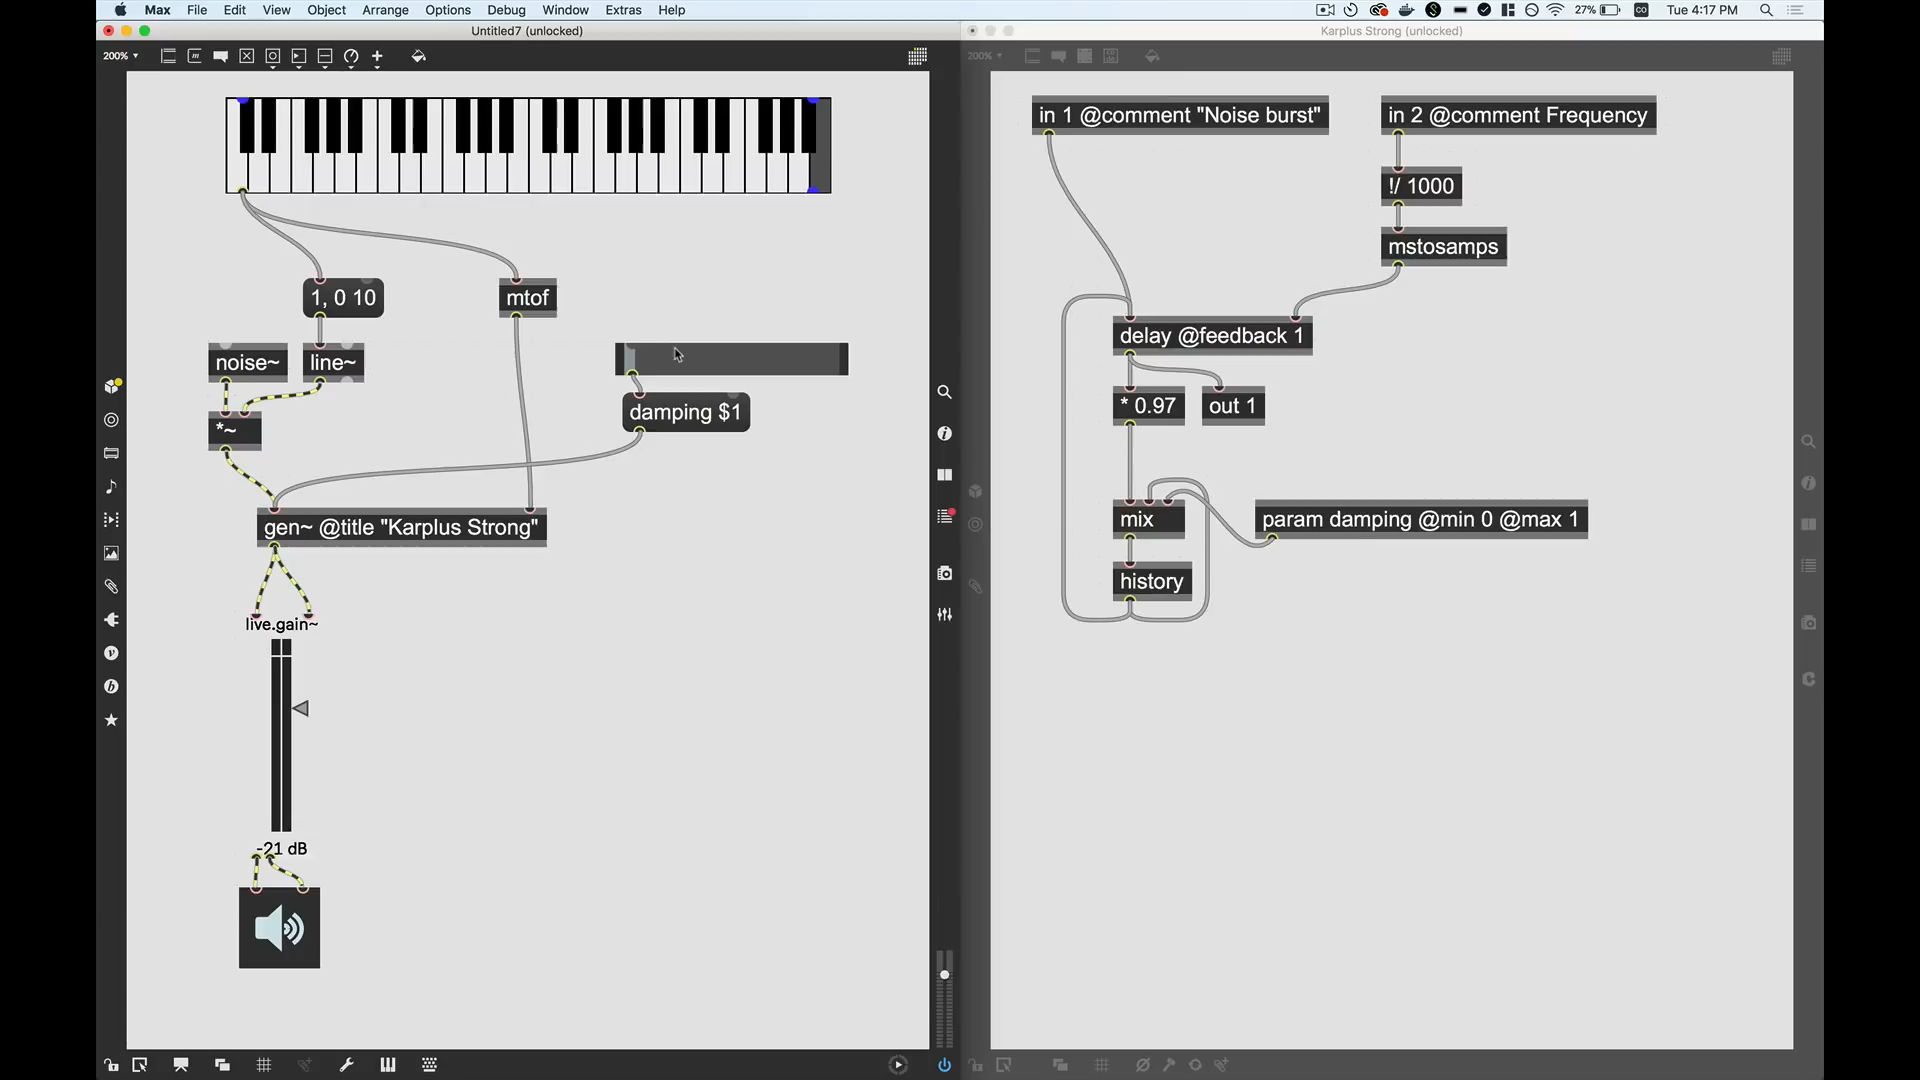 Max File Edit View Object Arrange Options Debug Window Extras Help
27% Tue 4:17 PM
Untitled7 (unlocked)
Karplus Strong (unlocked)
200%
200%
in 1 @comment "Noise burst"
in 2 @comment Frequency
!/ 1000
mstosamps
1, 0 10
mtof
delay @feedback 1
noise~
line~
damping $1
* 0.97
out 1
*~
gen~ @title "Karplus Strong"
mix
param damping @min 0 @max 1
history
live.gain~
-21 dB